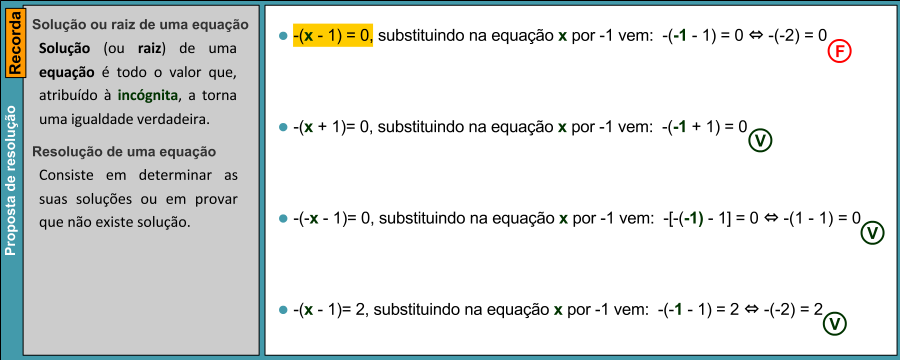 Recorda
Proposta de resolução
Solução ou raiz de uma equação
Solução (ou raiz) de uma
equação é todo o valor que,
atribuído à incógnita, a torna
uma igualdade verdadeira.
Resolução de uma equação
Consiste em determinar as
suas soluções ou em provar
que não existe solução.
-(x - 1) = 0, substituindo na equação x por -1 vem: -(-1 - 1) = 0 ⇔ -(-2) = 0
F
-(x + 1)= 0, substituindo na equação x por -1 vem: -(-1 + 1) = 0
V
-(-x - 1)= 0, substituindo na equação x por -1 vem: -[-(-1) - 1] = 0 ⇔ -(1 - 1) = 0
V
-(x - 1)= 2, substituindo na equação x por -1 vem: -(-1 - 1) = 2 ⇔ -(-2) = 2
V